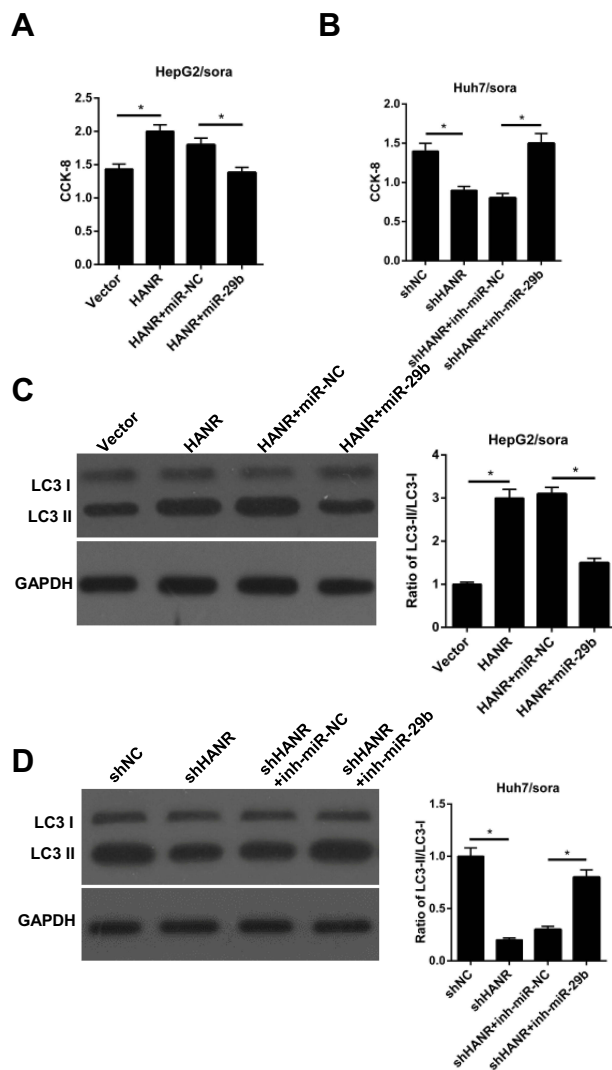 A
HepG2/sora
CCK-8
2.5
2.0
1.5
1.0
0.5
0.0
*
*
Vector
HANR
HANR+miR-NC
HANR+miR-29b
B
Huh7/sora
CCK-8
2.0
1.5
1.0
0.5
0.0
*
*
shNC
shHANR
shHANR+inh-miR-NC
shHANR+inh-miR-29b
C
Vector
HANR
HANR+miR-NC
HANR+miR-29b
LC3 I
LC3 II
GAPDH
HepG2/sora
Ratio of LC3-II/LC3-I
4
3
2
1
0
*
*
Vector
HANR
HANR+miR-NC
HANR+miR-29b
D
shNC
shHANR
shHANR
+inh-miR-NC
shHANR
+inh-miR-29b
LC3 I
LC3 II
GAPDH
Huh7/sora
Ratio of LC3-II/LC3-I
1.5
1.0
0.5
0.0
*
*
shNC
shHANR
shHANR+inh-miR-NC
shHANR+inh-miR-29b